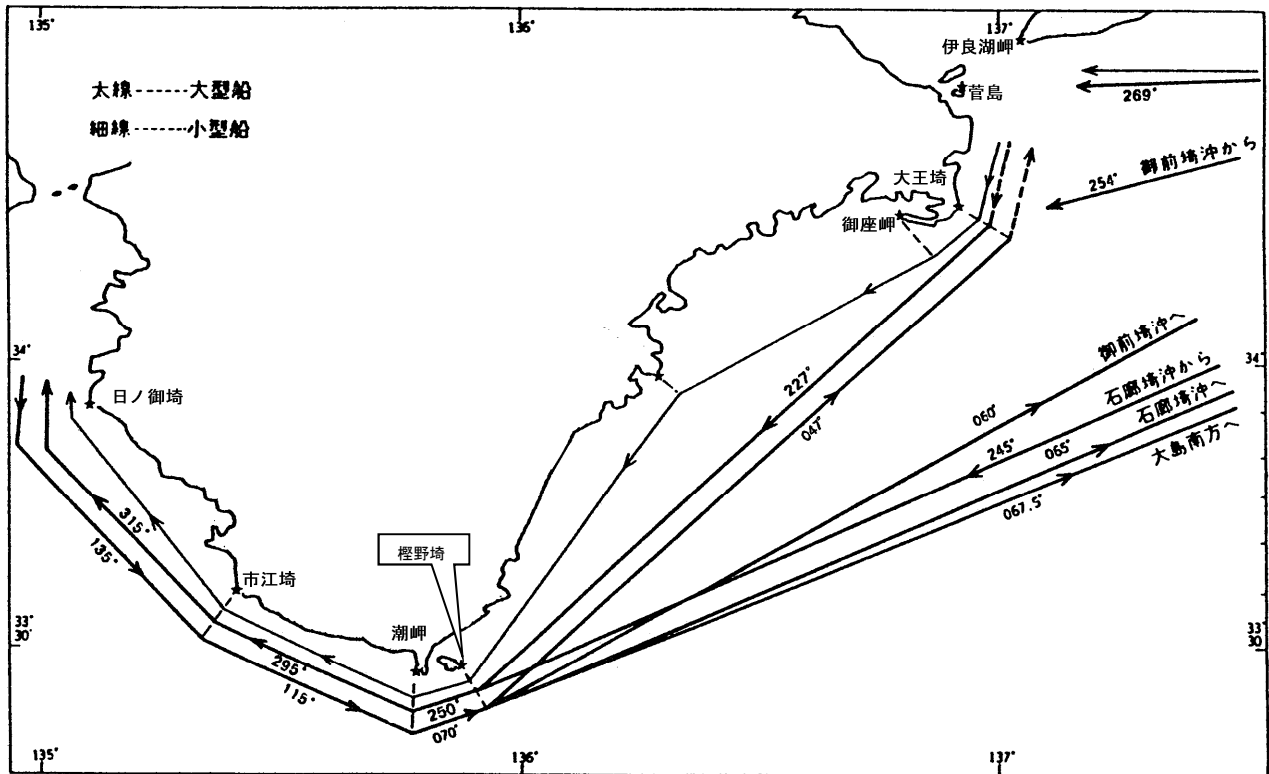 135°
136°
137°
伊良湖岬
太線------大型船
菅島
269°
細線------小型船
御前埼沖から
254°
大王埼
御座岬
御前埼沖へ
34°
34°
石廊埼沖から
227°
石廊埼沖へ
日ノ御埼
060°
047°
大島南方へ
245°
065°
067.5°
315°
135°
樫野埼
市江埼
33°
30'
33°
30'
潮岬
295°
115°
250°
070°
135°
136°
137°